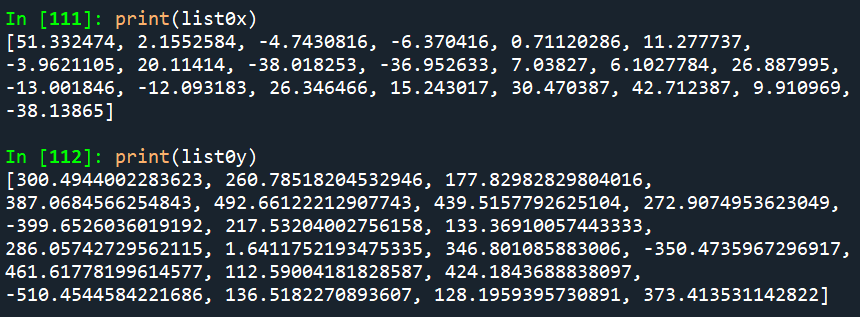 In [111]: print(list0x)
[51.332474, 2.1552584, -4.7430816, -6.370416, 0.71120286, 11.277737,
-3.9621105, 20.11414, -38.018253, -36.952633, 7.03827, 6.1027784, 26.887995,
-13.001846, -12.093183, 26.346466, 15.243017, 30.470387, 42.712387, 9.910969,
-38.13865]
In [112]: print(list0y)
[300.4944002283623, 260.78518204532946, 177.82982829804016,
387.0684566254843, 492.66122212907743, 439.5157792625104, 272.9074953623049,
-399.6526036019192, 217.53204002756158, 133.36910057443333,
286.05742729562115, 1.6411752193475335, 346.801085883006, -350.4735967296917,
461.61778199614577, 112.59004181828587, 424.1843688838097,
-510.4544584221686, 136.5182270893607, 128.1959395730891, 373.413531142822]